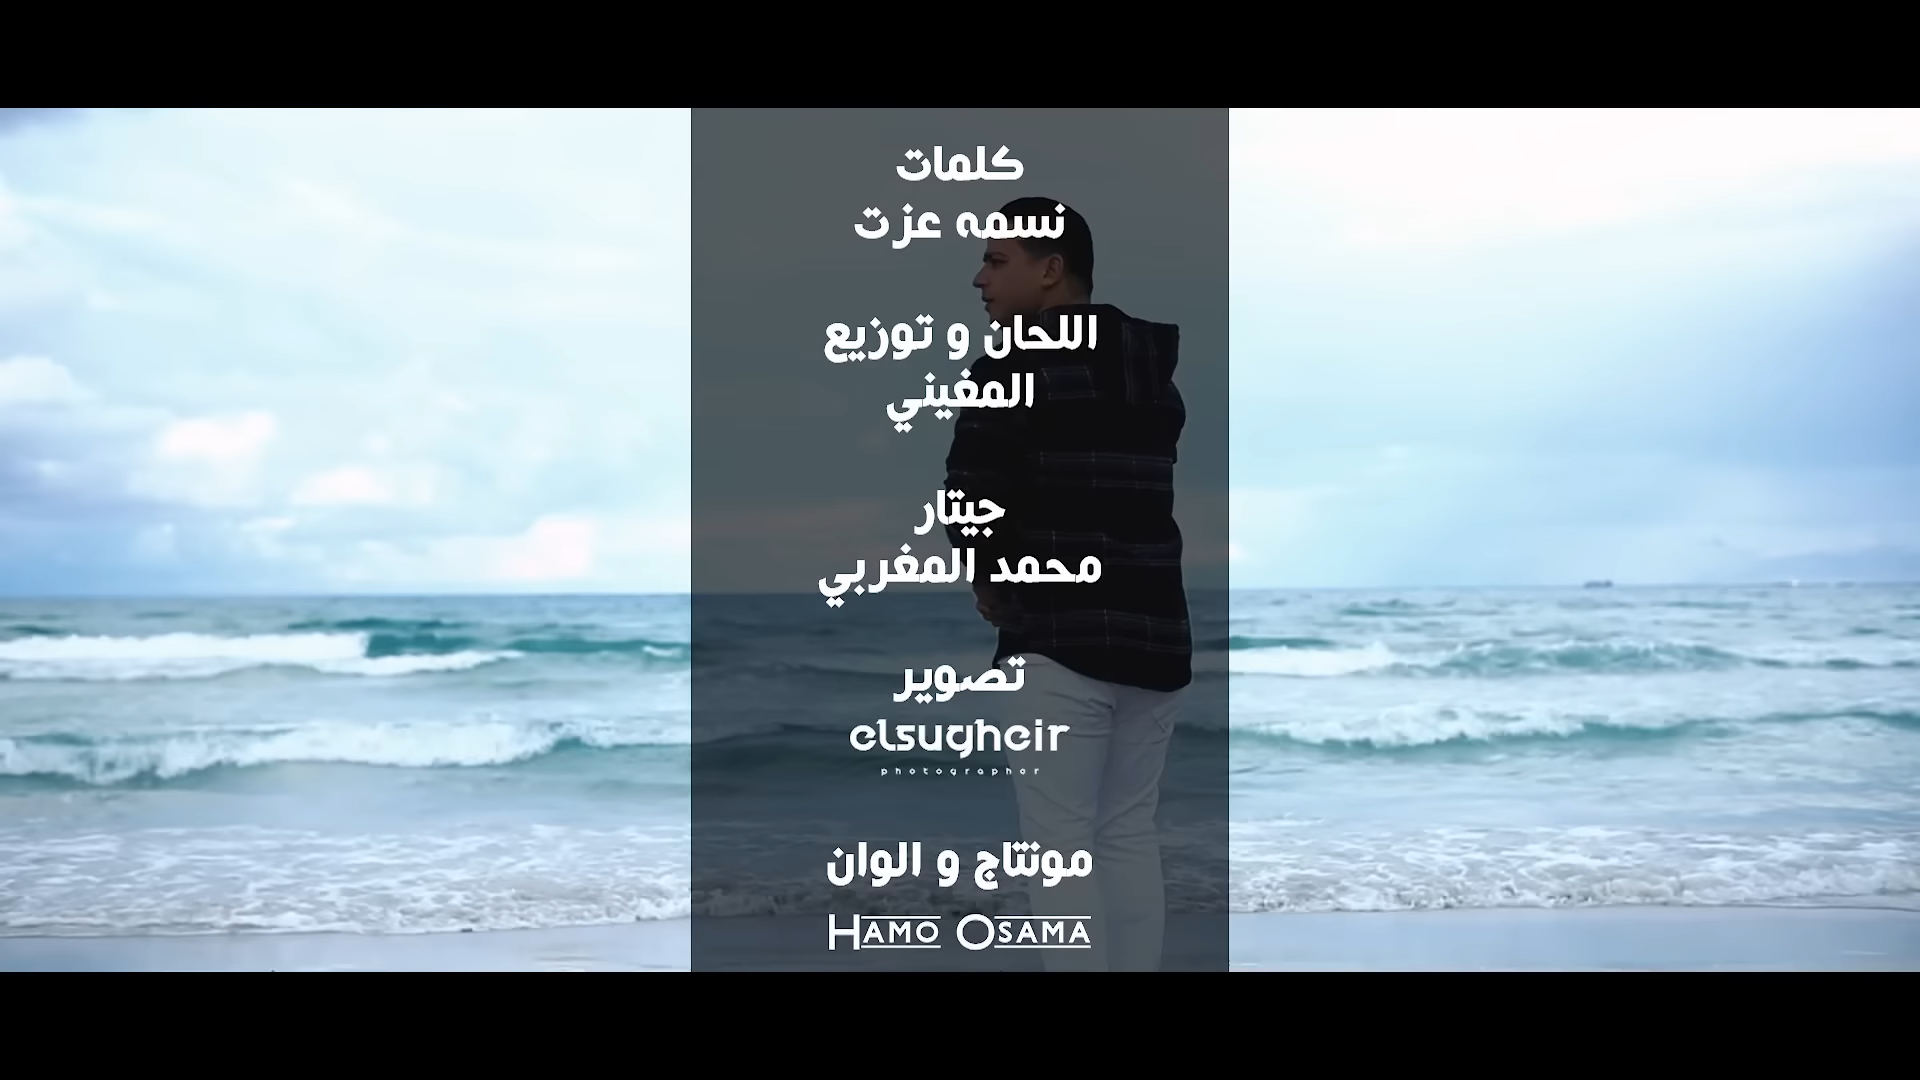 كلمات
نسمه عزت
اللحان و توزيع
المغيني
جيتار
محمد المغربي
تصوير
elsugheir
photographer
مونتاج و الوان
HAMO OSAMA